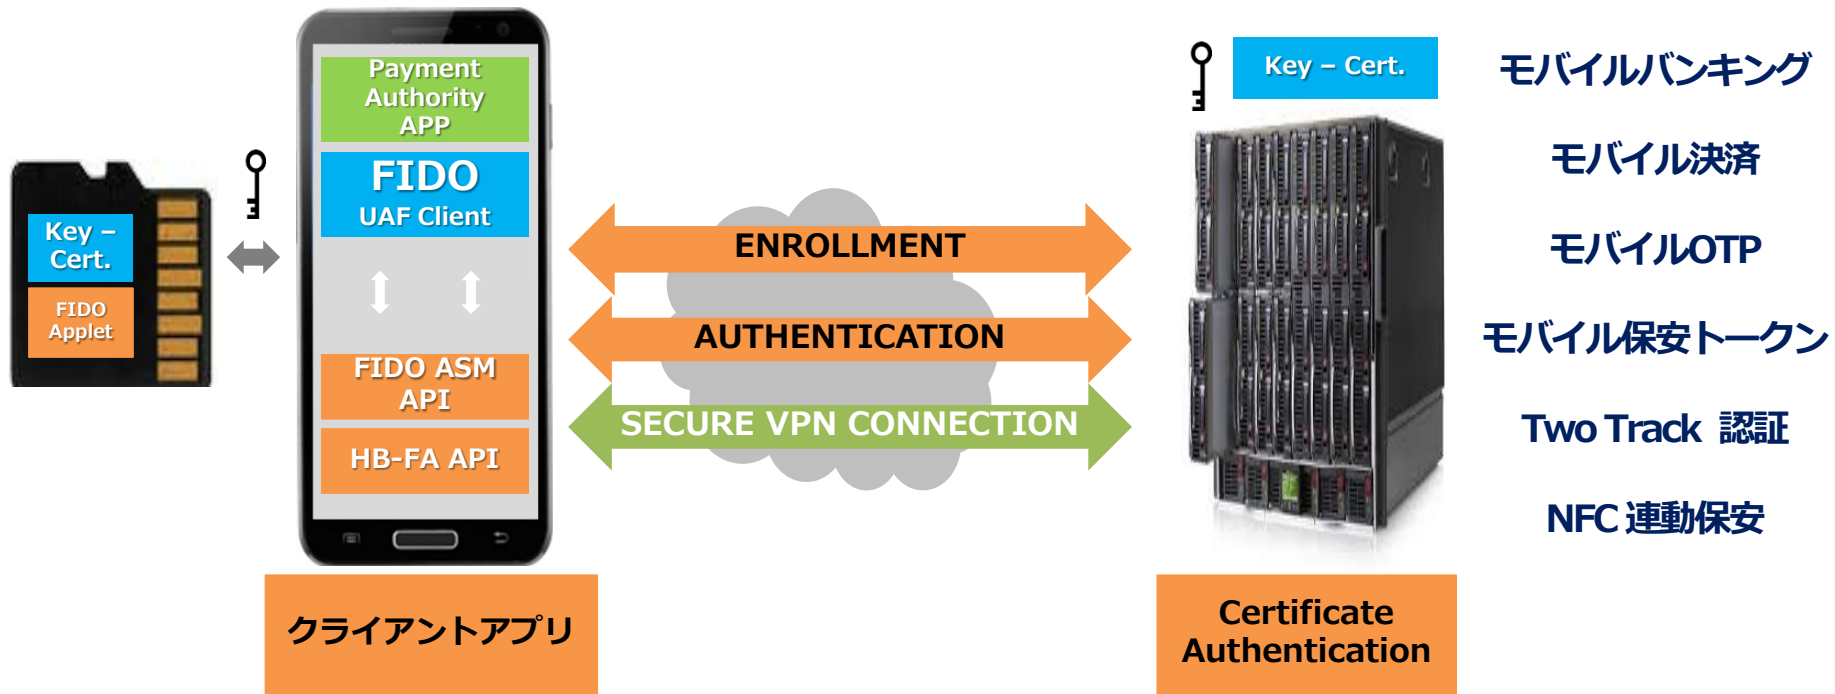 Key –
Cert.
FIDO
Applet
Payment
Authority
APP
FIDO
UAF Client
FIDO ASM
API
HB-FA API
クライアントアプリ
ENROLLMENT
AUTHENTICATION
SECURE VPN CONNECTION
Key – Cert.
Certificate
Authentication
モバイルバンキング
モバイル決済
モバイルOTP
モバイル保安トークン
Two Track 認証
NFC 連動保安